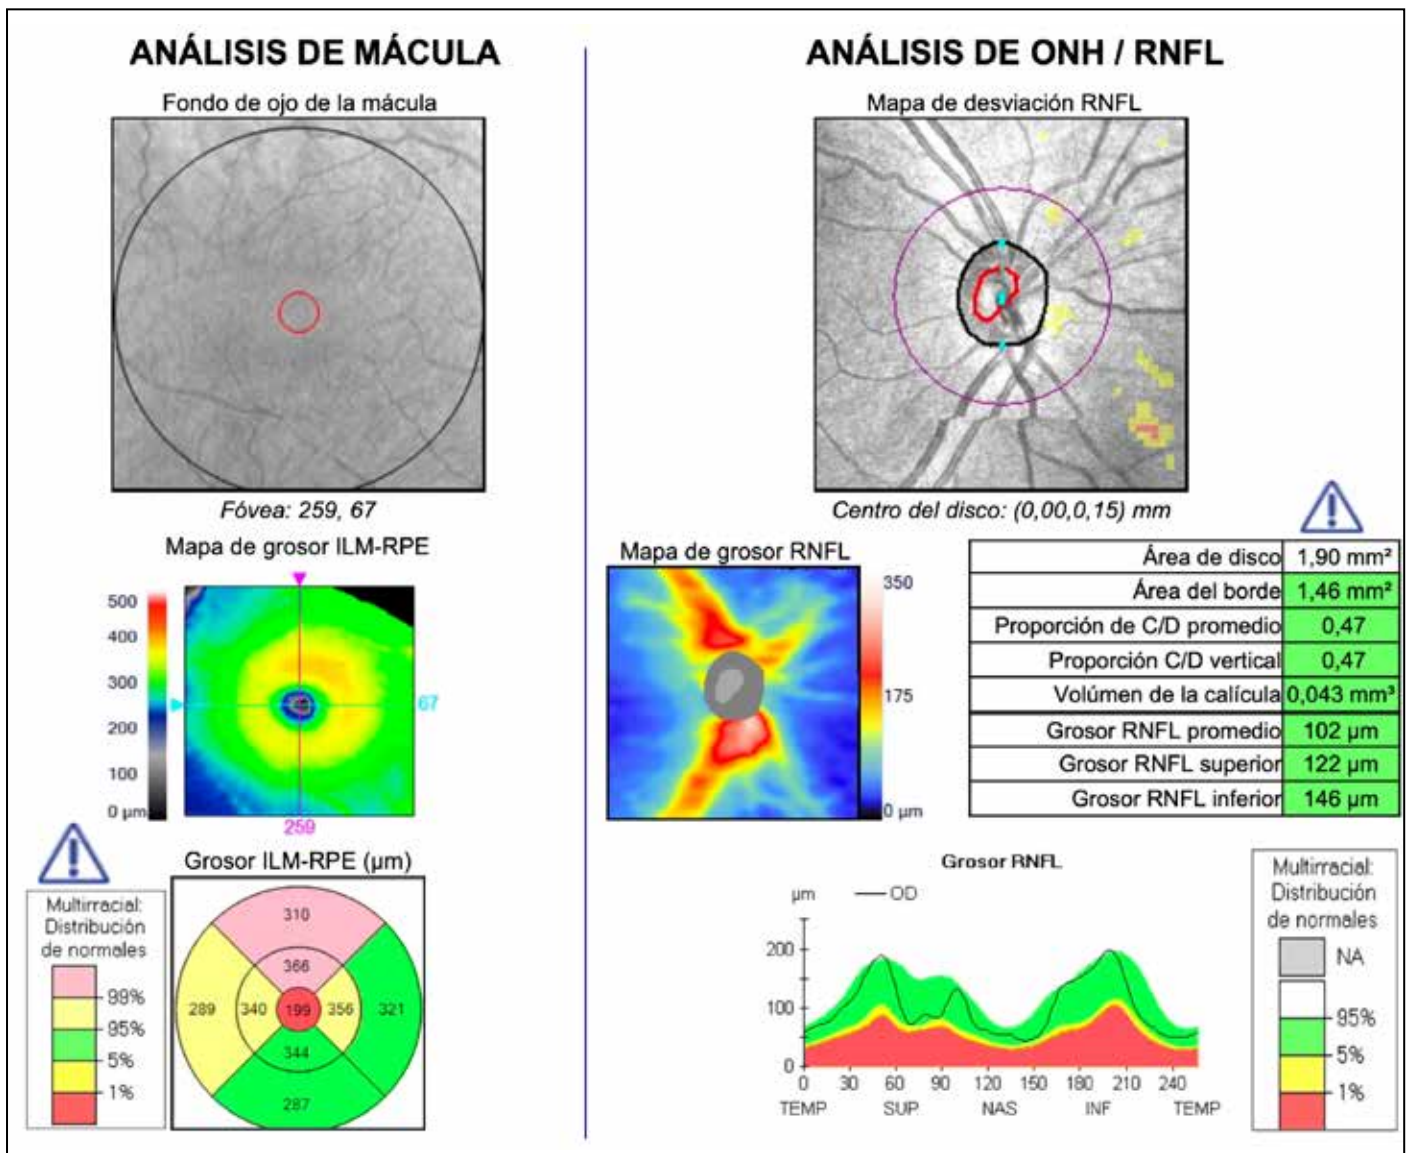 ANÁLISIS DE MÁCULA
Fondo de ojo de la mácula
Fóvea: 259, 67
Mapa de grosor ILM-RPE
500
400
300
200
100
0 µm
67
259
Grosor ILM-RPE (µm)
Multirracial:
Distribución
de normales
99%
95%
5%
1%
310
366
289
340
199
356
321
344
287
ANÁLISIS DE ONH / RNFL
Mapa de desviación RNFL
Centro del disco: (0,00,0,15) mm
Mapa de grosor RNFL
350
175
0 µm
Área de disco 1,90 mm²
Área del borde 1,46 mm²
Proporción de C/D promedio 0,47
Proporción C/D vertical 0,47
Volúmen de la calícula 0,043 mm³
Grosor RNFL promedio 102 µm
Grosor RNFL superior 122 µm
Grosor RNFL inferior 146 µm
Grosor RNFL
µm
OD
200
100
0
0 30 60 90 120 150 180 210 240
TEMP SUP NAS INF TEMP
Multirracial:
Distribución
de normales
NA
95%
5%
1%